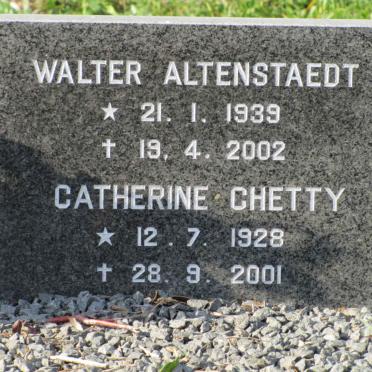 WALTER ALTENSTAEDT
★ 21. 1. 1939
† 19. 4. 2002
CATHERINE CHETTY
★ 12. 7. 1928
† 28. 9. 2001